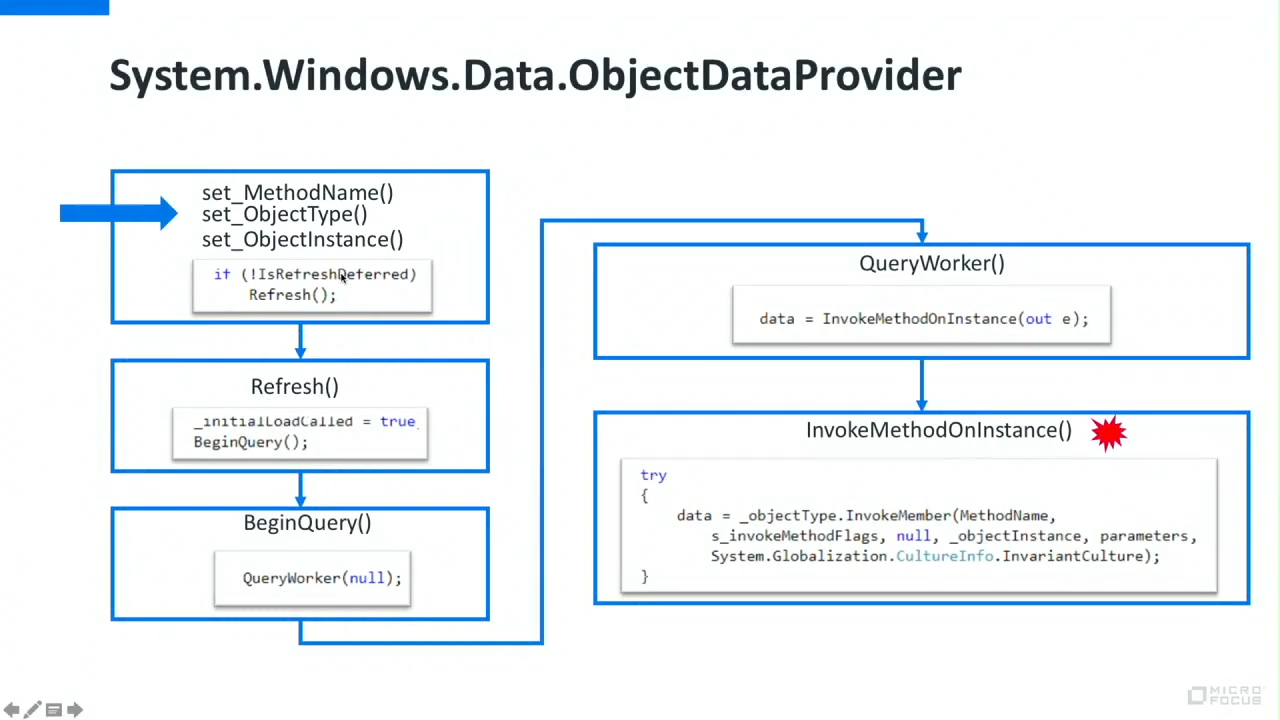 System.Windows.Data.ObjectDataProvider
set_MethodName()
set_ObjectType()
set_ObjectInstance()
if (!IsRefreshDeferred)
Refresh();
Refresh()
_initialLoadCalled = true
BeginQuery();
BeginQuery()
QueryWorker(null);
QueryWorker()
data = InvokeMethodOnInstance(out e);
InvokeMethodOnInstance()
try
{
data = _objectType.InvokeMember(MethodName,
s_invokeMethodFlags, null, _objectInstance, parameters,
System.Globalization.CultureInfo.InvariantCulture);
}
MICRO
FOCUS